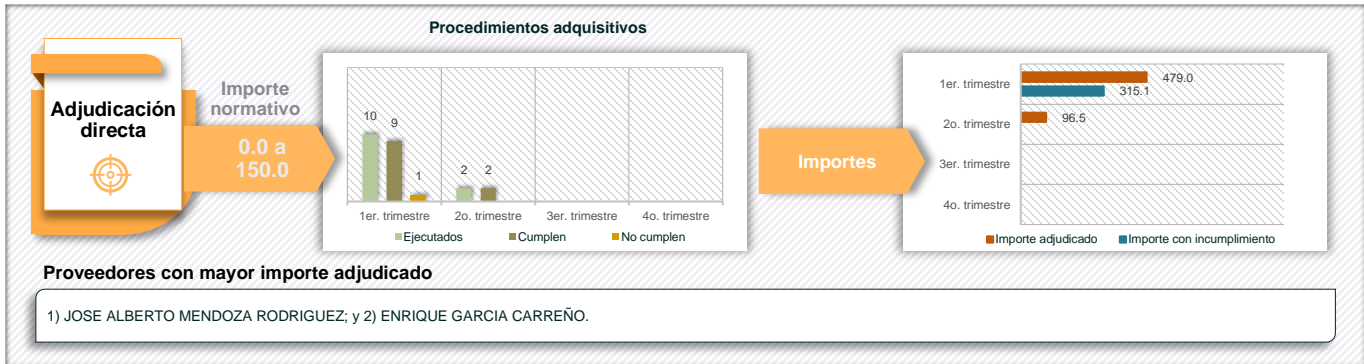 Procedimientos adquisitivos
Adjudicación
directa
Importe
normativo
0.0 a
150.0
10
9
1
2
2
1er. trimestre
2o. trimestre
3er. trimestre
4o. trimestre
Ejecutados
Cumplen
No cumplen
Importes
1er. trimestre
479.0
315.1
2o. trimestre
96.5
3er. trimestre
4o. trimestre
Importe adjudicado
Importe con incumplimiento
Proveedores con mayor importe adjudicado
1) JOSE ALBERTO MENDOZA RODRIGUEZ; y 2) ENRIQUE GARCIA CARREÑO.